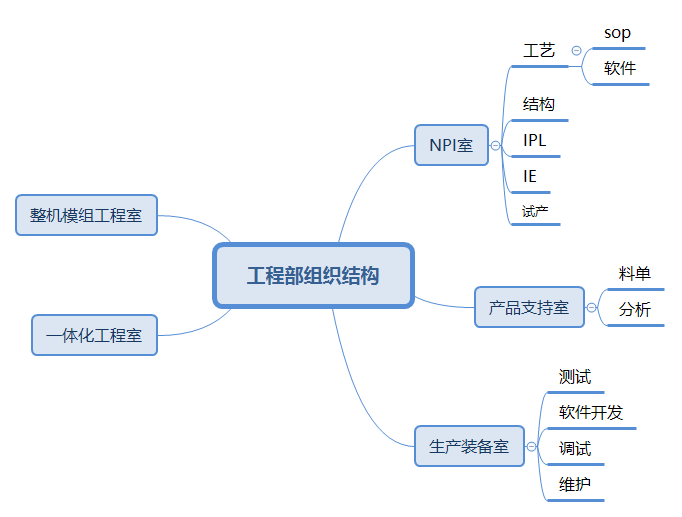 工程部组织结构
NPI室
工艺
sop
软件
结构
IPL
IE
试产
产品支持室
料单
分析
生产装备室
测试
软件开发
调试
维护
整机模组工程室
一体化工程室